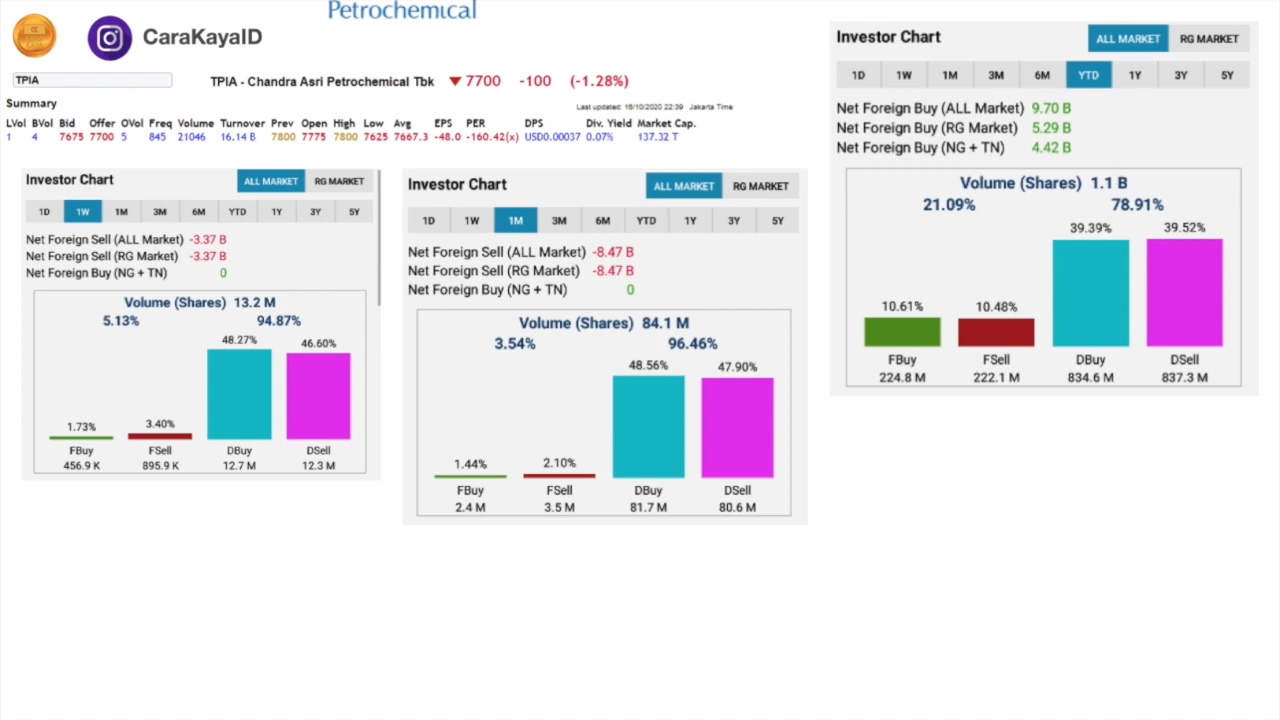 Petrochemical
CarakayaID
TPIA
TPIA - Chandra Asri Petrochemical Tbk ▼ 7700 -100 (-1.28%)
Summary
Last updated: 16/10/2020 22:39 Jakarta Time
LVol BVol Bid Offer OVol Freq Volume Turnover Prev Open High Low Avg EPS PER DPS Div. Yield Market Cap.
1 4 7675 7700 5 845 21046 16.14 B 7800 7775 7800 7625 7667.3 -48.0 -160.42(x) USD0.00037 0.07% 137.32 T
Investor Chart ALL MARKET RG MARKET
1D 1W 1M 3M 6M YTD 1Y 3Y 5Y
Net Foreign Sell (ALL Market) -3.37 B
Net Foreign Sell (RG Market) -3.37 B
Net Foreign Buy (NG + TN) 0
Volume (Shares) 13.2 M
5.13% 94.87%
48.27% 46.60%
1.73% 3.40%
FBuy FSell DBuy DSell
456.9 K 895.9 K 12.7 M 12.3 M
Investor Chart ALL MARKET RG MARKET
1D 1W 1M 3M 6M YTD 1Y 3Y 5Y
Net Foreign Sell (ALL Market) -8.47 B
Net Foreign Sell (RG Market) -8.47 B
Net Foreign Buy (NG + TN) 0
Volume (Shares) 84.1 M
3.54% 96.46%
48.56% 47.90%
1.44% 2.10%
FBuy FSell DBuy DSell
2.4 M 3.5 M 81.7 M 80.6 M
Investor Chart ALL MARKET RG MARKET
1D 1W 1M 3M 6M YTD 1Y 3Y 5Y
Net Foreign Buy (ALL Market) 9.70 B
Net Foreign Buy (RG Market) 5.29 B
Net Foreign Buy (NG + TN) 4.42 B
Volume (Shares) 1.1 B
21.09% 78.91%
39.39% 39.52%
10.61% 10.48%
FBuy FSell DBuy DSell
224.8 M 222.1 M 834.6 M 837.3 M